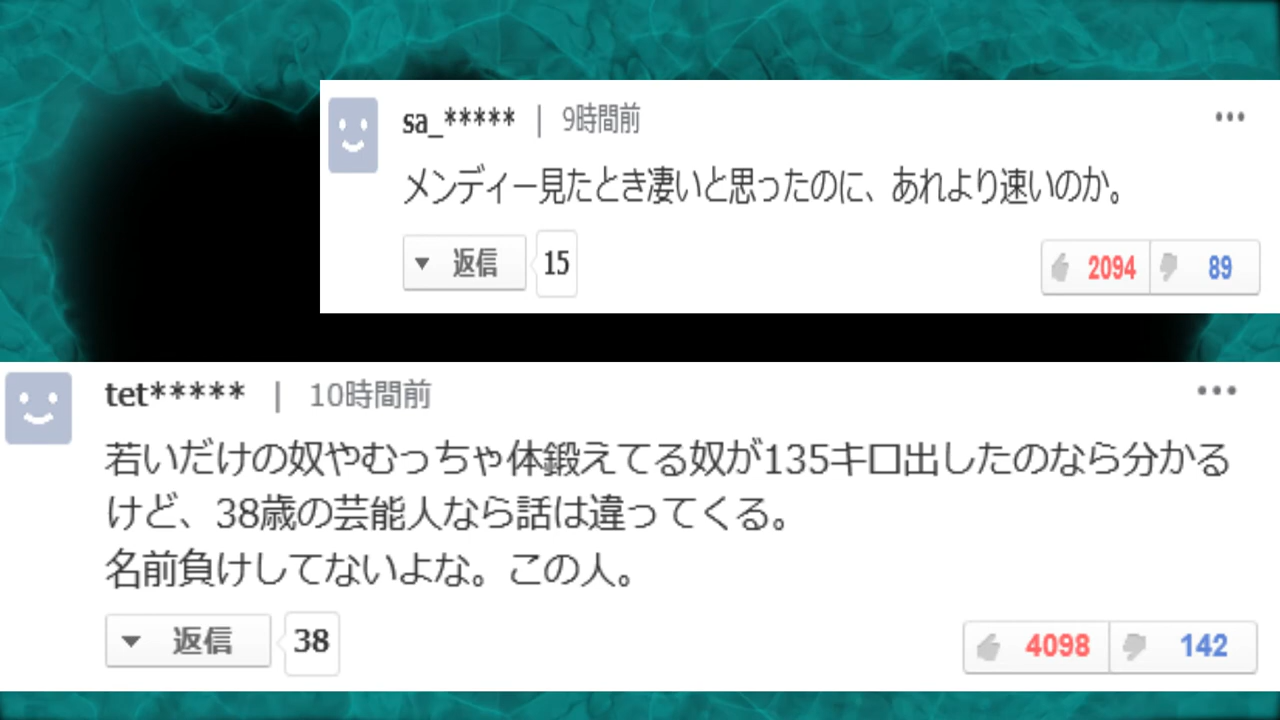 sa_***** | 9時間前
メンディー見たとき凄いと思ったのに、あれより速いのか。
返信 15 2094 89
tet***** | 10時間前
若いだけの奴やむっちゃ体鍛えてる奴が135キロ出したのなら分かる
けど、38歳の芸能人なら話は違ってくる。
名前負けしてないよな。この人。
返信 38 4098 142